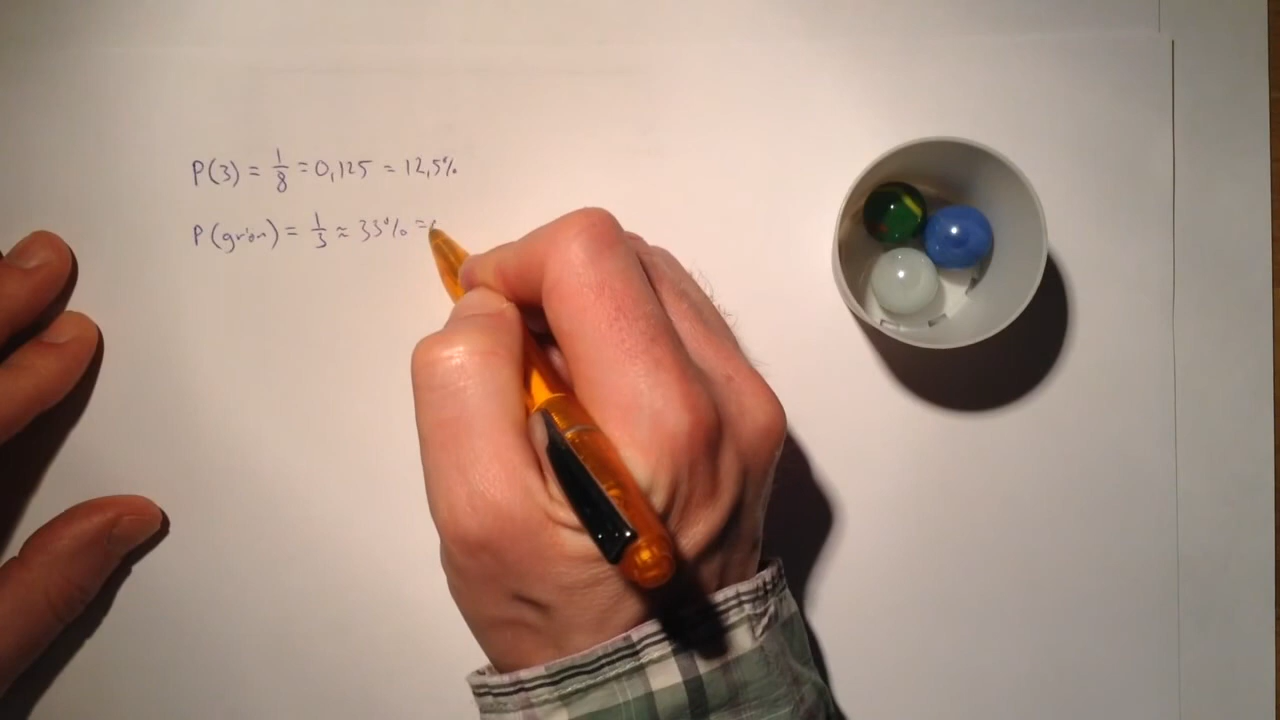 P(3) = 1/8 = 0,125 = 12,5%
P(grön) = 1/3 ≈ 33% =